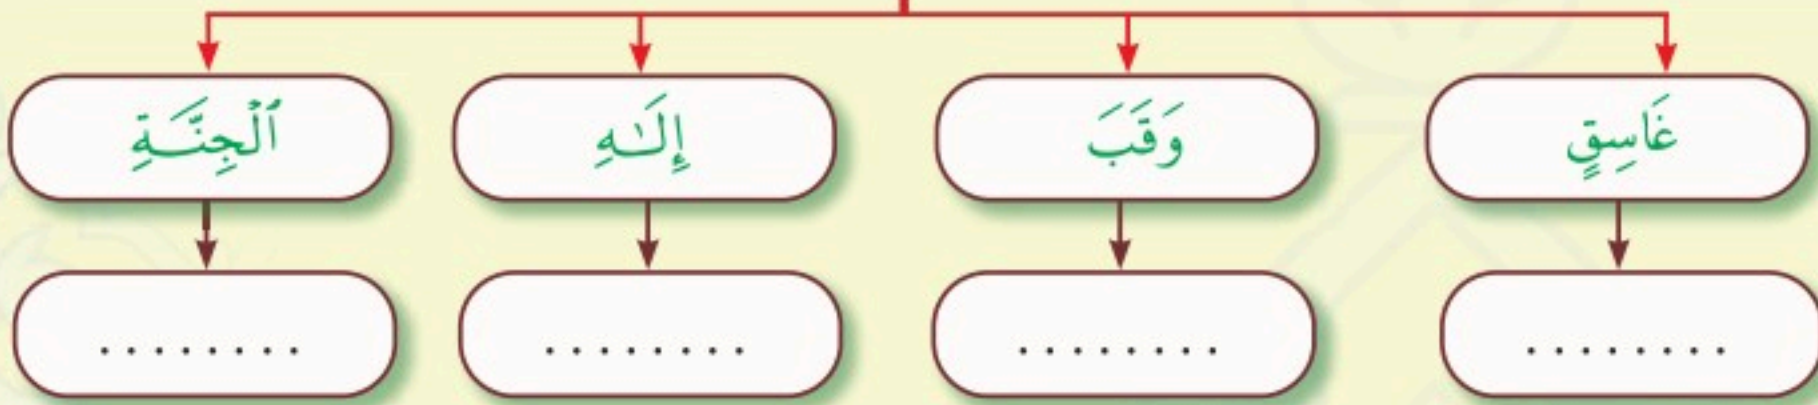 غَاسِقٍ وَقَبَ إِلَٰهِ ٱلْجِنَّةِ
........ ........ ........ ........